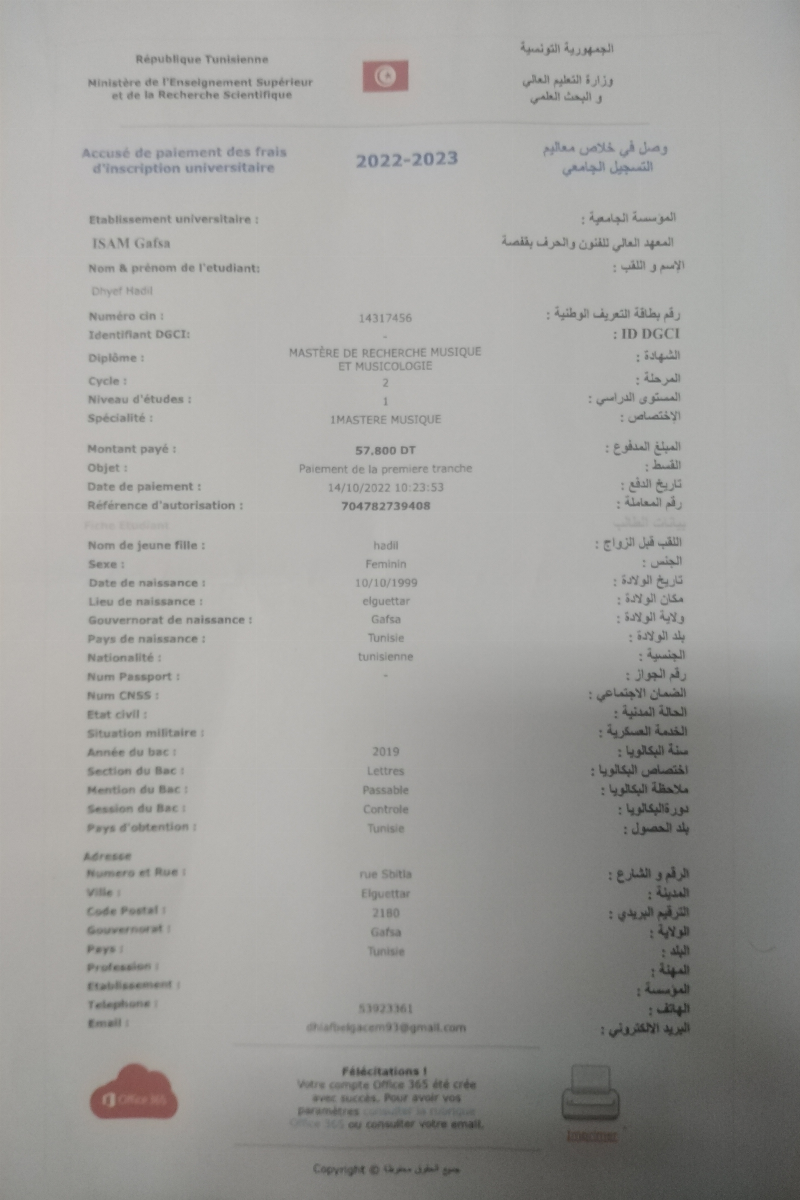 République Tunisienne
الجمهورية التونسية
Ministère de l'Enseignement Supérieur
et de la Recherche Scientifique
وزارة التعليم العالي
و البحث العلمي
Accusé de paiement des frais
d'inscription universitaire
2022-2023
وصل في خلاص معاليم
التسجيل الجامعي
Etablissement universitaire : المؤسسة الجامعية :
ISAM Gafsa المعهد العالي للفنون والحرف بقفصة
Nom & prénom de l'etudiant: الإسم و اللقب :
Dhyef Hadil
Numéro cin : 14317456 رقم بطاقة التعريف الوطنية :
Identifiant DGCI: - ID DGCI :
Diplôme : MASTÈRE DE RECHERCHE MUSIQUE
ET MUSICOLOGIE الشهادة :
Cycle : 2 المرحلة :
Niveau d'études : 1 المستوى الدراسي :
Spécialité : 1MASTERE MUSIQUE الإختصاص :
Montant payé : 57,800 DT المبلغ المدفوع :
Objet : Paiement de la premiere tranche القسط :
Date de paiement : 14/10/2022 10:23:53 تاريخ الدفع :
Référence d'autorisation : 704782739408 رقم المعاملة :
Fiche Etudiant بيانات الطالب
Nom de jeune fille : hadil اللقب قبل الزواج :
Sexe : Feminin الجنس :
Date de naissance : 10/10/1999 تاريخ الولادة :
Lieu de naissance : elguettar مكان الولادة :
Gouvernorat de naissance : Gafsa ولاية الولادة :
Pays de naissance : Tunisie بلد الولادة :
Nationalité : tunisienne الجنسية :
Num Passport : - رقم الجواز :
Num CNSS : الضمان الاجتماعي :
Etat civil : الحالة المدنية :
Situation militaire : الخدمة العسكرية :
Année du bac : 2019 سنة البكالويا :
Section du Bac : Lettres اختصاص البكالويا :
Mention du Bac : Passable ملاحظة البكالويا :
Session du Bac : Controle دورةالبكالويا :
Pays d'obtention : Tunisie بلد الحصول :
Adresse
Numero et Rue : rue Sbitla الرقم و الشارع :
Ville : Elguettar المدينة :
Code Postal : 2180 الترقيم البريدي :
Gouvernorat : Gafsa الولاية :
Pays : Tunisie البلد :
Profession : المهنة :
Etablissement : المؤسسة :
Telephone : 53923361 الهاتف :
Email : dhiafbelgacem93@gmail.com البريد الالكتروني :
Office 365
Félécitations !
Votre compte Office 365 été crée
avec succès. Pour avoir vos
paramètres consulter la rubrique
Office 365 ou consulter votre email.
Imprimer
Copyright © جميع الحقوق محفوظة